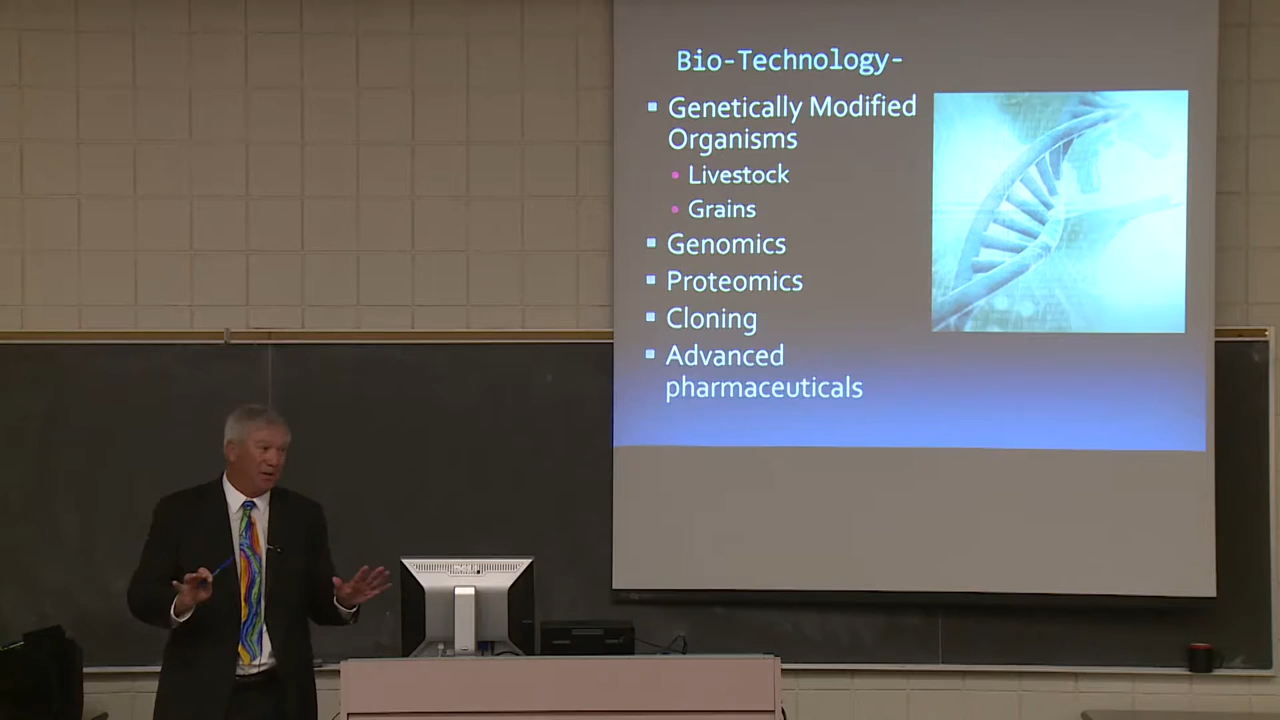 Bio-Technology-
▪ Genetically Modified
Organisms
• Livestock
• Grains
▪ Genomics
▪ Proteomics
▪ Cloning
▪ Advanced
pharmaceuticals